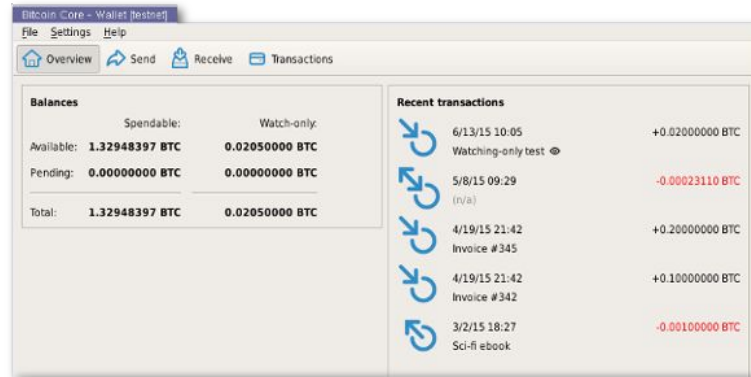 Bitcoin Core - Wallet [testnet]
File Settings Help
Overview Send Receive Transactions
Balances
Spendable: Watch-only:
Available: 1.32948397 BTC 0.02050000 BTC
Pending: 0.00000000 BTC 0.00000000 BTC
Total: 1.32948397 BTC 0.02050000 BTC
Recent transactions
6/13/15 10:05 +0.02000000 BTC
Watching-only test
5/8/15 09:29 -0.00023110 BTC
(n/a)
4/19/15 21:42 +0.20000000 BTC
Invoice #345
4/19/15 21:42 +0.10000000 BTC
Invoice #342
3/2/15 18:27 -0.00100000 BTC
Sci-fi ebook